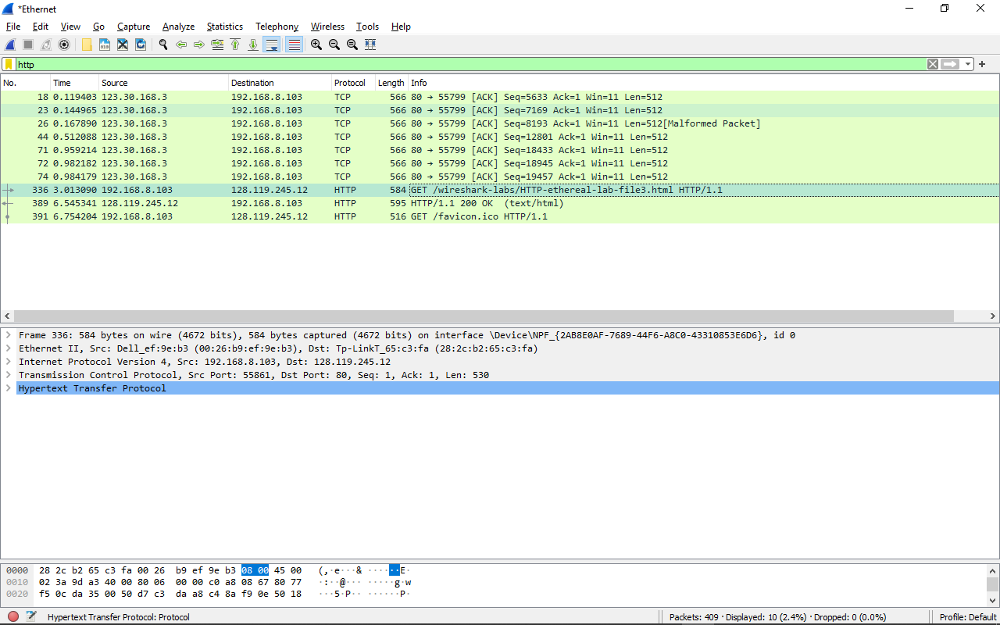 *Ethernet
File Edit View Go Capture Analyze Statistics Telephony Wireless Tools Help
http
No. Time Source Destination Protocol Length Info
18 0.119403 123.30.168.3 192.168.8.103 TCP 566 80 → 55799 [ACK] Seq=5633 Ack=1 Win=11 Len=512
23 0.144965 123.30.168.3 192.168.8.103 TCP 566 80 → 55799 [ACK] Seq=7169 Ack=1 Win=11 Len=512
26 0.167890 123.30.168.3 192.168.8.103 TCP 566 80 → 55799 [ACK] Seq=8193 Ack=1 Win=11 Len=512[Malformed Packet]
44 0.512088 123.30.168.3 192.168.8.103 TCP 566 80 → 55799 [ACK] Seq=12801 Ack=1 Win=11 Len=512
71 0.959214 123.30.168.3 192.168.8.103 TCP 566 80 → 55799 [ACK] Seq=18433 Ack=1 Win=11 Len=512
72 0.982182 123.30.168.3 192.168.8.103 TCP 566 80 → 55799 [ACK] Seq=18945 Ack=1 Win=11 Len=512
74 0.984179 123.30.168.3 192.168.8.103 TCP 566 80 → 55799 [ACK] Seq=19457 Ack=1 Win=11 Len=512
336 3.013090 192.168.8.103 128.119.245.12 HTTP 584 GET /wireshark-labs/HTTP-ethereal-lab-file3.html HTTP/1.1
389 6.545341 128.119.245.12 192.168.8.103 HTTP 595 HTTP/1.1 200 OK (text/html)
391 6.754204 192.168.8.103 128.119.245.12 HTTP 516 GET /favicon.ico HTTP/1.1
Frame 336: 584 bytes on wire (4672 bits), 584 bytes captured (4672 bits) on interface \Device\NPF_{2AB8E0AF-7689-44F6-A8C0-43310853E6D6}, id 0
Ethernet II, Src: Dell_ef:9e:b3 (00:26:b9:ef:9e:b3), Dst: Tp-LinkT_65:c3:fa (28:2c:b2:65:c3:fa)
Internet Protocol Version 4, Src: 192.168.8.103, Dst: 128.119.245.12
Transmission Control Protocol, Src Port: 55861, Dst Port: 80, Seq: 1, Ack: 1, Len: 530
Hypertext Transfer Protocol
0000 28 2c b2 65 c3 fa 00 26 b9 ef 9e b3 08 00 45 00 (,·e···& ······E·
0010 02 3a 9d a3 40 00 80 06 00 00 c0 a8 08 67 80 77 ·:··@··· ·····g·w
0020 f5 0c da 35 00 50 d7 c3 da a8 c4 8a f9 0e 50 18 ···5·P·· ······P·
Hypertext Transfer Protocol: Protocol
Packets: 409 · Displayed: 10 (2.4%) · Dropped: 0 (0.0%)
Profile: Default